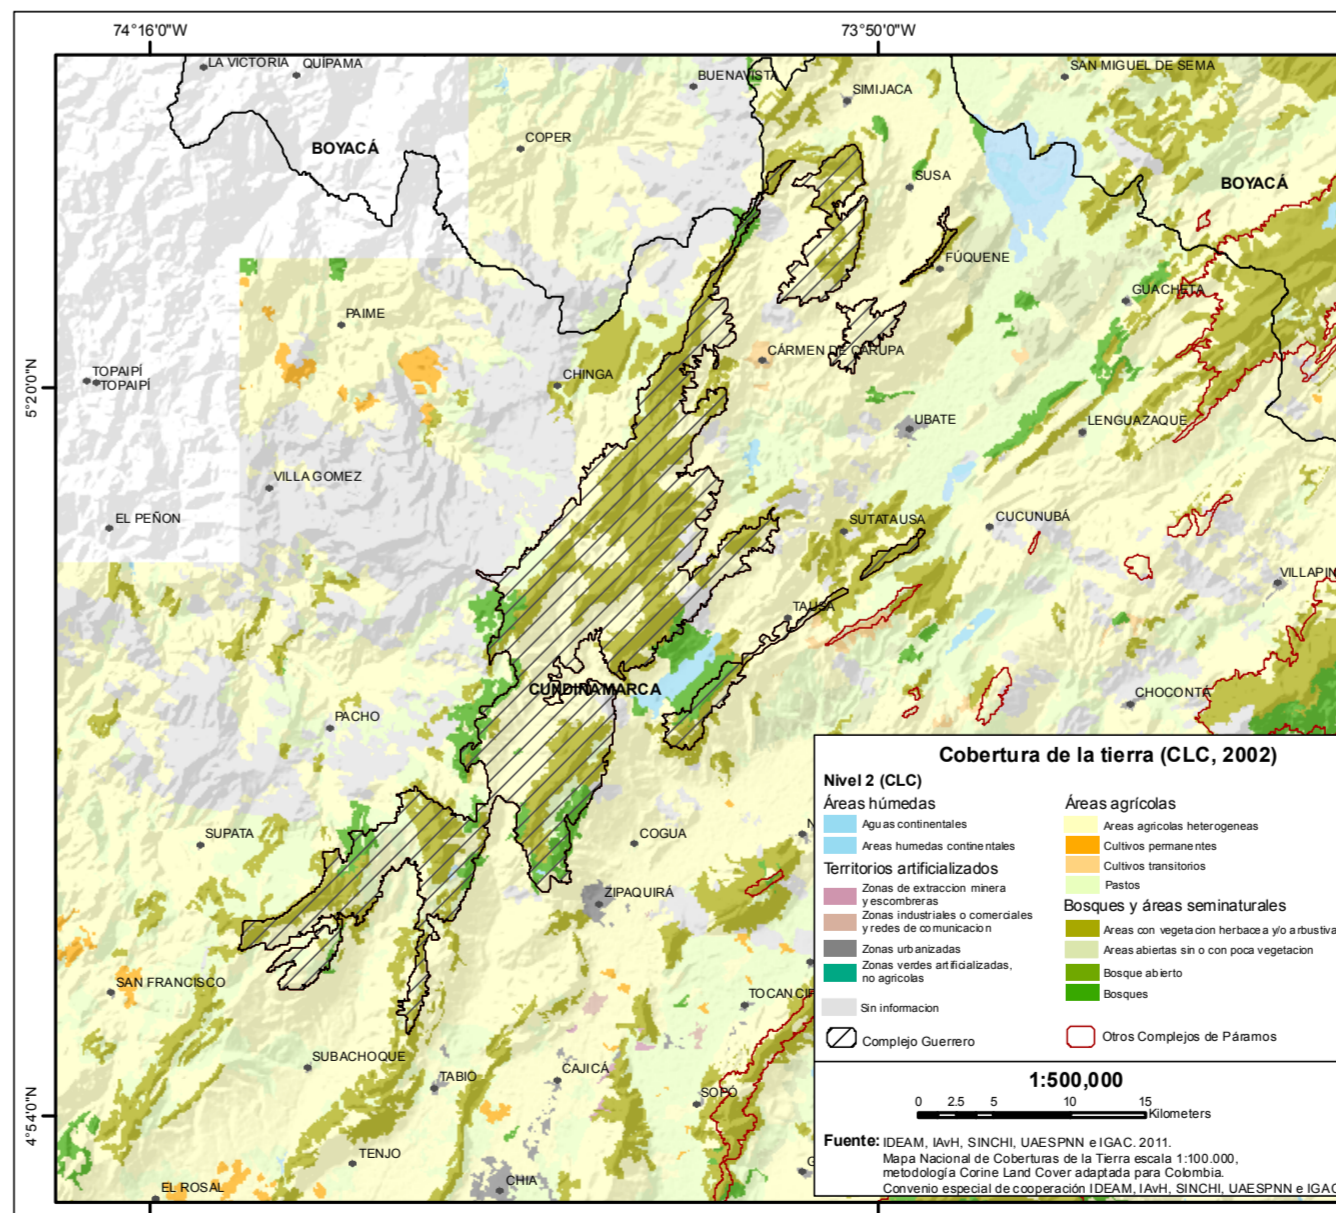 74°16'0"W
73°50'0"W
LA VICTORIA
QUÍPAMA
BUENAVISTA
SAN MIGUEL DE SEMA
SIMIJACA
COPER
BOYACÁ
SUSA
BOYACÁ
FÚQUENE
GUACHETA
PAIME
CÁRMEN DE CARUPA
TOPAIPÍ
TOPAIPÍ
CHINGA
5°20'0"N
UBATE
LENGUAZAQUE
VILLA GOMEZ
EL PEÑON
SUTATAUSA
CUCUNUBÁ
VILLAPIN
TAUSA
CUNDINAMARCA
CHOCONTÁ
PACHO
SUPATA
COGUA
N
ZIPAQUIRÁ
SAN FRANCISCO
TOCANCIP
SUBACHOQUE
TABIO
CAJICÁ
SOPÓ
4°54'0"N
TENJO
CHIA
G
EL ROSAL
Cobertura de la tierra (CLC, 2002)
Nivel 2 (CLC)
Áreas húmedas
Aguas continentales
Areas humedas continentales
Territorios artificializados
Zonas de extraccion minera
y escombreras
Zonas industriales o comerciales
y redes de comunicacion
Zonas urbanizadas
Zonas verdes artificializadas,
no agricolas
Sin informacion
Complejo Guerrero
Áreas agrícolas
Areas agricolas heterogeneas
Cultivos permanentes
Cultivos transitorios
Pastos
Bosques y áreas seminaturales
Areas con vegetacion herbacea y/o arbustiva
Areas abiertas sin o con poca vegetacion
Bosque abierto
Bosques
Otros Complejos de Páramos
1:500,000
0 2.5 5 10 15
Kilometers
Fuente: IDEAM, IAvH, SINCHI, UAESPNN e IGAC. 2011.
Mapa Nacional de Coberturas de la Tierra escala 1:100.000,
metodología Corine Land Cover adaptada para Colombia.
Convenio especial de cooperación IDEAM, IAvH, SINCHI, UAESPNN e IGAC